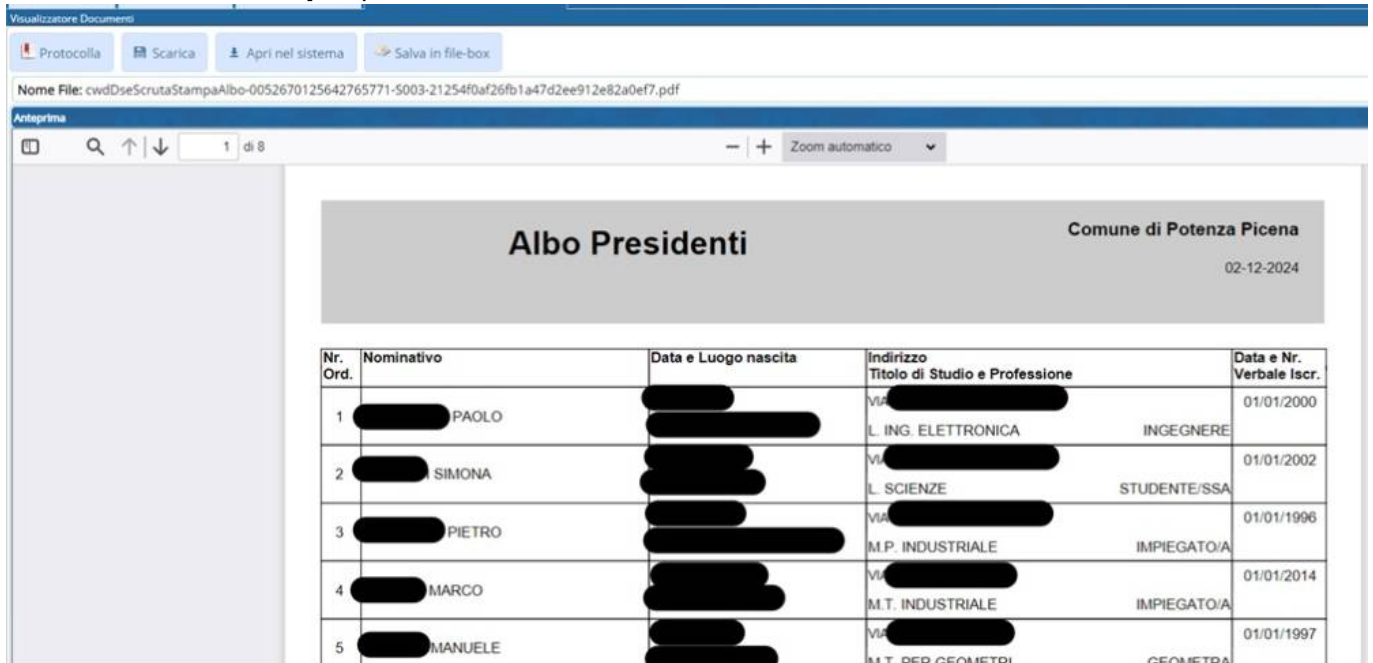 Visualizzatore Documenti
Protocolla Scarica Apri nel sistema Salva in file-box
Nome File: cwdDseScrutaStampaAlbo-0052670125642765771-S003-21254f0af26fb1a47d2ee912e82a0ef7.pdf
Anteprima
1 di 8 Zoom automatico
Albo Presidenti
Comune di Potenza Picena
02-12-2024
Nr. Nominativo Data e Luogo nascita Indirizzo Data e Nr.
Ord. Titolo di Studio e Professione Verbale Iscr.
1 PAOLO VIA 01/01/2000
L. ING. ELETTRONICA INGEGNERE
2 SIMONA 01/01/2002
L. SCIENZE STUDENTE/SSA
3 PIETRO VIA 01/01/1996
M.P. INDUSTRIALE IMPIEGATO/A
4 MARCO 01/01/2014
M.T. INDUSTRIALE IMPIEGATO/A
5 MANUELE VIA 01/01/1997
M.T. PER GEOMETRI GEOMETRA